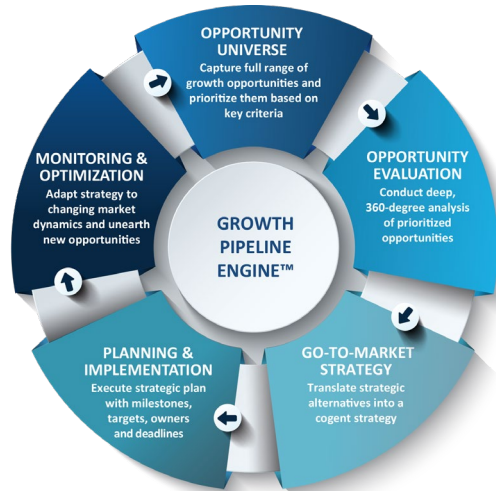 OPPORTUNITY
UNIVERSE
Capture full range of
growth opportunities and
prioritize them based on
key criteria
OPPORTUNITY
EVALUATION
Conduct deep,
360-degree analysis
of prioritized
opportunities
GO-TO-MARKET
STRATEGY
Translate strategic
alternatives into a
cogent strategy
PLANNING &
IMPLEMENTATION
Execute strategic plan
with milestones,
targets, owners
and deadlines
MONITORING &
OPTIMIZATION
Adapt strategy to
changing market
dynamics and unearth
new opportunities
GROWTH
PIPELINE
ENGINE™